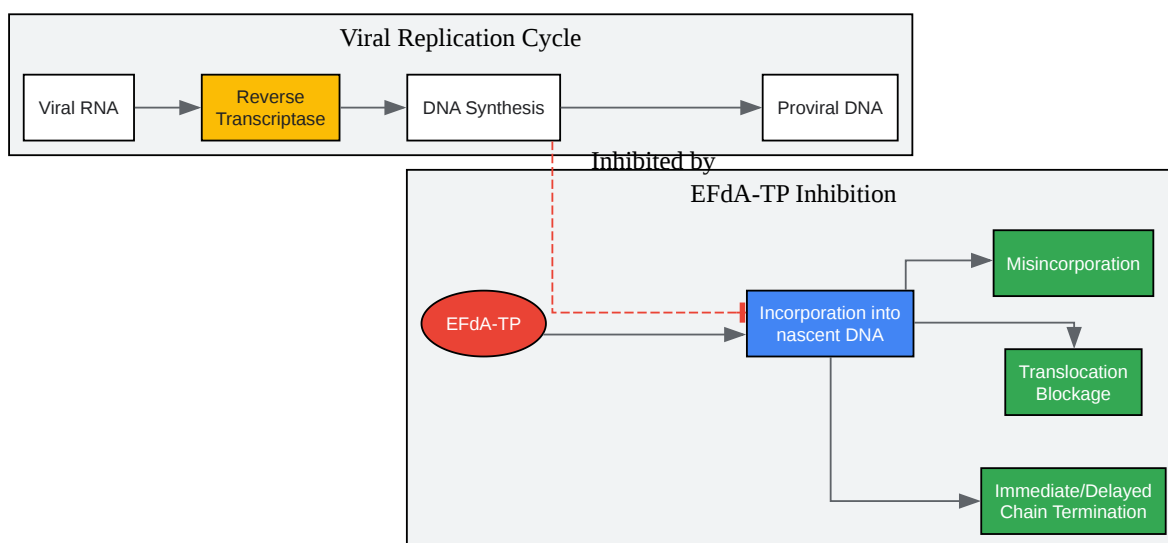 Viral Replication Cycle
Viral RNA
Reverse
Transcriptase
DNA Synthesis
Proviral DNA
Inhibited by
EFdA-TP Inhibition
EFdA-TP
Incorporation into
nascent DNA
Misincorporation
Translocation
Blockage
Immediate/Delayed
Chain Termination